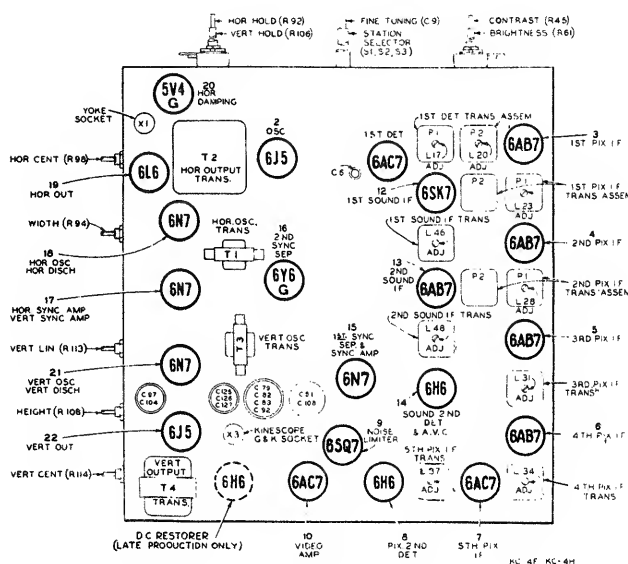 HOR HOLD (R92)
VERT HOLD (R106)
FINE TUNING (C9)
STATION
SELECTOR
(S1, S2, S3)
CONTRAST (R45)
BRIGHTNESS (R61)
5V4
G
20
HOR
DAMPING
YOKE
SOCKET
X1
T2
HOR OUTPUT
TRANS.
2
OSC
6J5
1ST DET
6AC7
C6
1ST DET TRANS ASSEM
P1
L17
ADJ
P2
L20
ADJ
6AB7
3
1ST PIX IF
HOR CENT (R98)
6L6
19
HOR OUT
12
1ST SOUND IF
6SK7
P2
P1
L23
ADJ
1ST PIX IF
TRANS ASSEM
WIDTH (R94)
6N7
18
HOR OSC
HOR DISCH
HOR. OSC.
TRANS
T1
16
2ND
SYNC
SEP
6Y6
G
1ST SOUND IF TRANS
L46
ADJ
6AB7
4
2ND PIX IF
17
HOR SYNC AMP
VERT SYNC AMP
6N7
13
2ND
SOUND
IF
6AB7
P2
P1
L28
ADJ
2ND PIX IF
TRANS ASSEM
2ND SOUND IF TRANS
L48
ADJ
VERT LIN (R113)
T3
VERT OSC
TRANS
15
1ST SYNC
SEP &
SYNC AMP
6N7
6AB7
5
3RD PIX IF
6N7
21
VERT OSC
VERT DISCH
C97
C104
C125
C126
C127
C79
C82
C83
C92
C81
C108
14
6H6
SOUND 2ND
DET
& A.V.C
L31
ADJ
3RD PIX IF
TRANS
HEIGHT (R108)
6J5
22
VERT OUT
X3
KINESCOPE
G & K SOCKET
9
NOISE
LIMITER
6SQ7
6AB7
6
4TH PIX IF
VERT CENT (R114)
VERT
OUTPUT
T4
TRANS.
6H6
6AC7
6H6
5TH PIX IF
TRANS
L37
ADJ
6AC7
L34
ADJ
4TH PIX IF
TRANS
DC RESTORER
(LATE PRODUCTION ONLY)
10
VIDEO
AMP
8
PIX 2ND
DET
7
5TH PIX
IF
KC-4F KC-4H